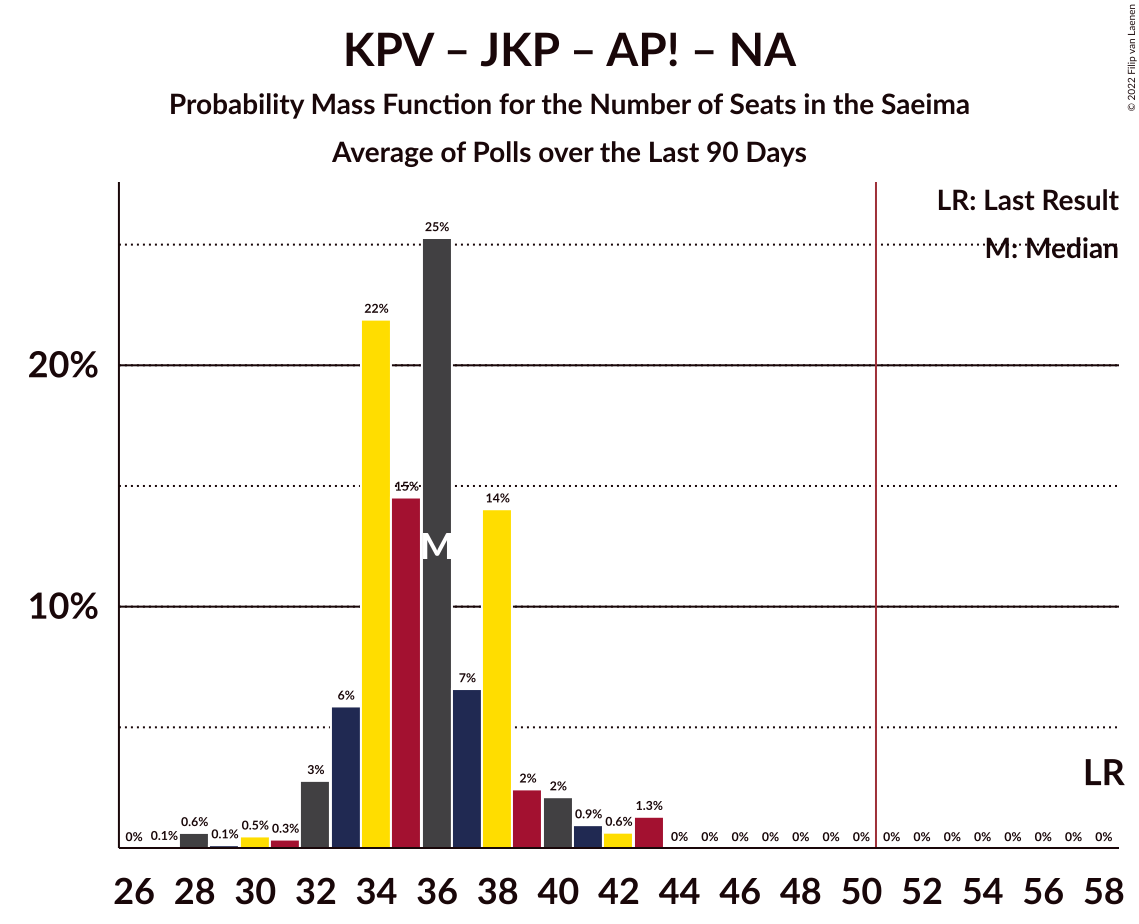 KPV – JKP – AP! – NA
Probability Mass Function for the Number of Seats in the Saeima
Average of Polls over the Last 90 Days
© 2022 Filip van Laenen
LR: Last Result
M: Median
25%
22%
20%
15%
14%
M
10%
7%
6%
LR
3%
2%
2%
1.3%
0% 0.1% 0.6% 0.1% 0.5% 0.3% 0.9% 0.6% 0% 0% 0% 0% 0% 0% 0% 0% 0% 0% 0% 0% 0% 0% 0%
26 28 30 32 34 36 38 40 42 44 46 48 50 52 54 56 58